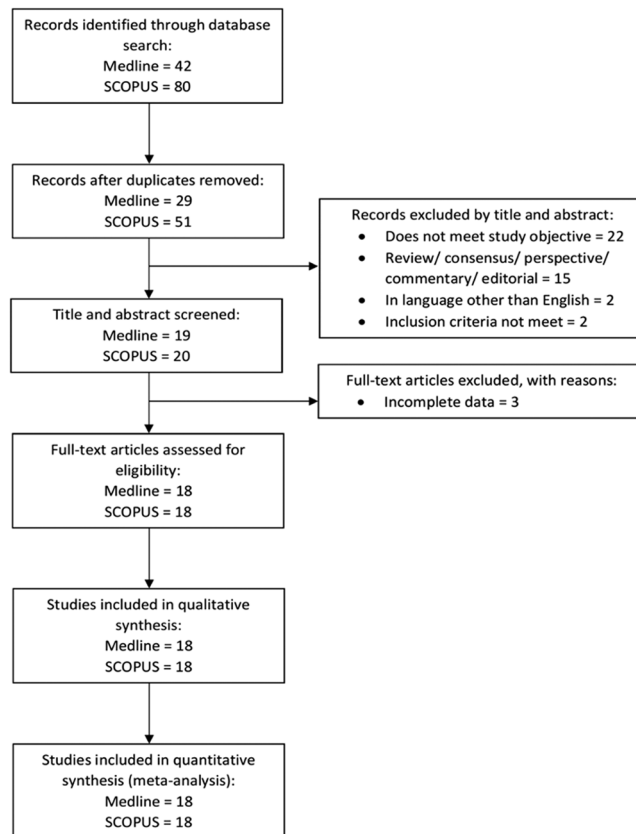 Records identified through database
search:
Medline = 42
SCOPUS = 80
Records after duplicates removed:
Medline = 29
SCOPUS = 51
Records excluded by title and abstract:
• Does not meet study objective = 22
• Review/ consensus/ perspective/
commentary/ editorial = 15
• In language other than English = 2
• Inclusion criteria not meet = 2
Title and abstract screened:
Medline = 19
SCOPUS = 20
Full-text articles excluded, with reasons:
• Incomplete data = 3
Full-text articles assessed for
eligibility:
Medline = 18
SCOPUS = 18
Studies included in qualitative
synthesis:
Medline = 18
SCOPUS = 18
Studies included in quantitative
synthesis (meta-analysis):
Medline = 18
SCOPUS = 18